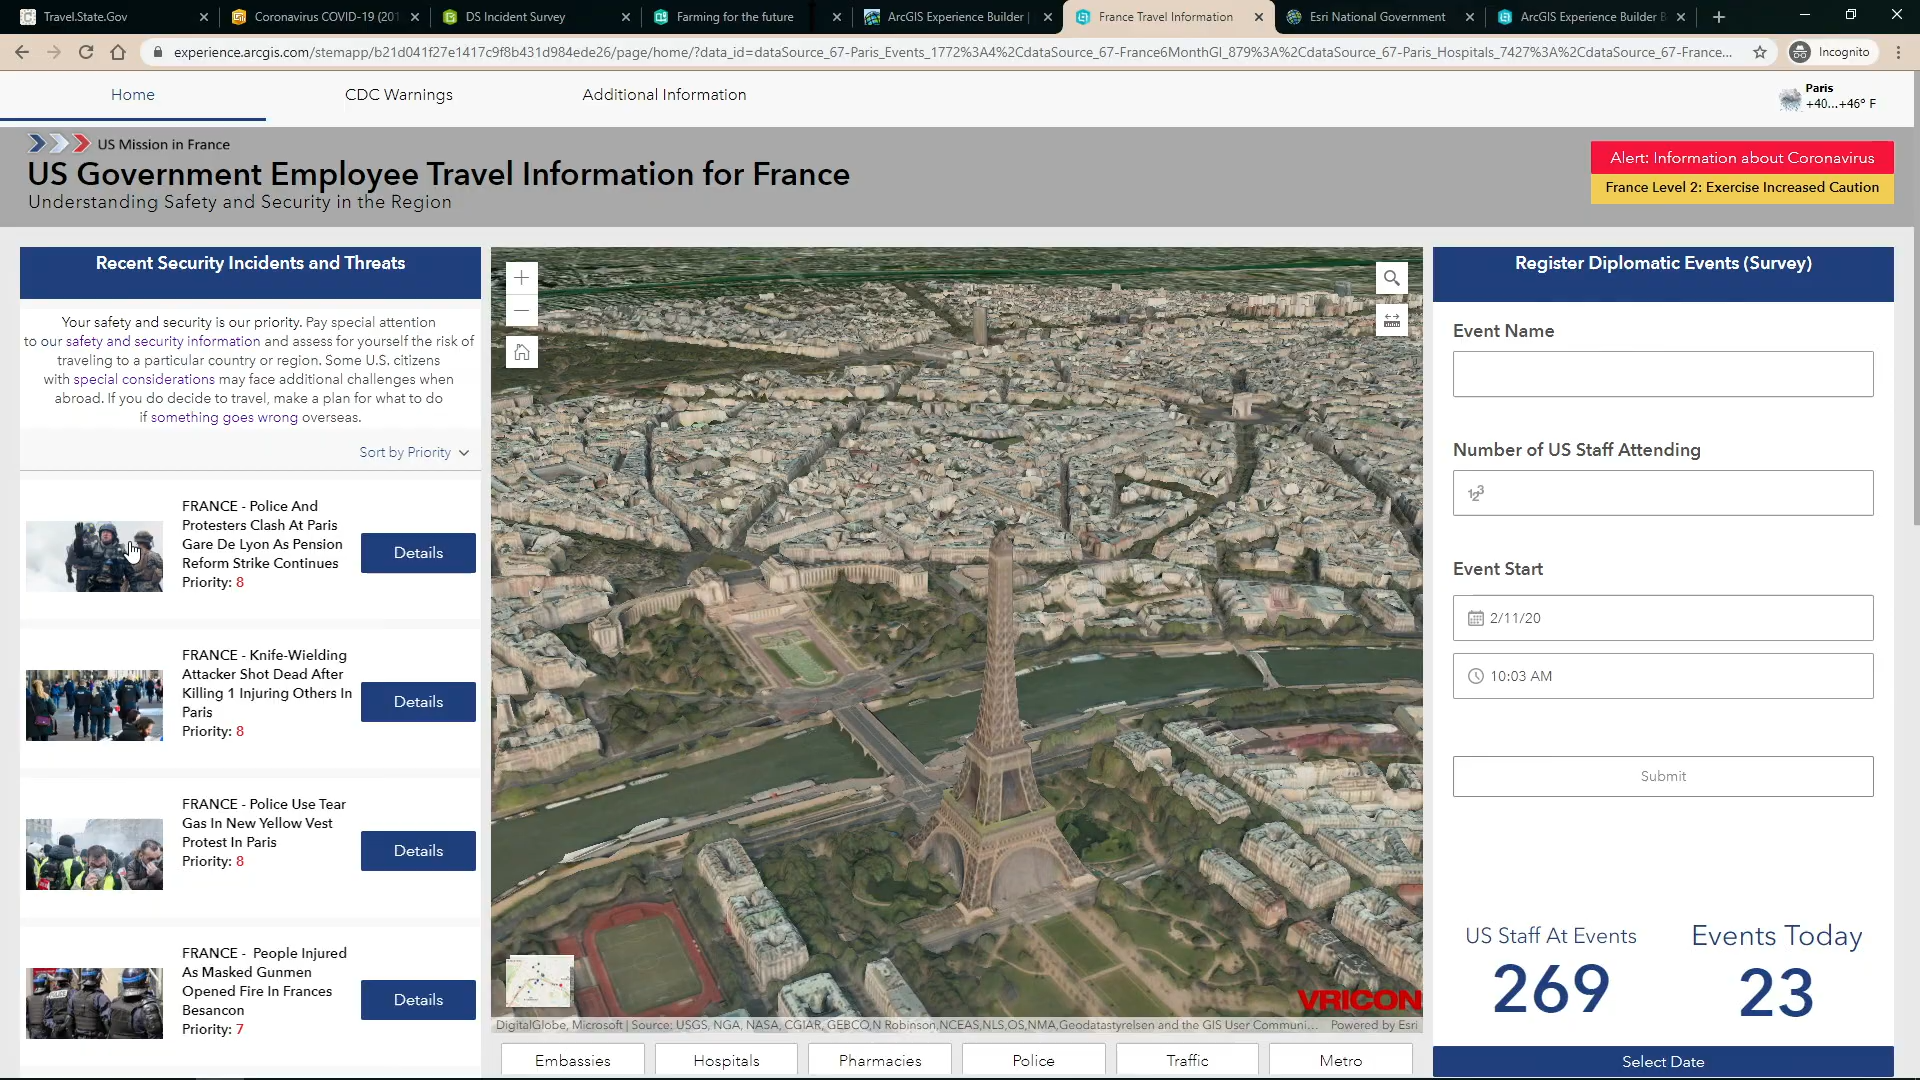 Travel.State.Gov
Coronavirus COVID-19 (201
DS Incident Survey
Farming for the future
ArcGIS Experience Builder |
France Travel Information
Esri National Government
ArcGIS Experience Builder B
experience.arcgis.com/stemapp/b21d041f27e1417c9f8b431d984ede26/page/home/?data_id=dataSource_67-Paris_Events_1772%3A4%2CdataSource_67-France6MonthGI_879%3A%2CdataSource_67-Paris_Hospitals_7427%3A%2CdataSource_67-France...
Incognito
Home
CDC Warnings
Additional Information
Paris
+40...+46° F
US Mission in France
US Government Employee Travel Information for France
Understanding Safety and Security in the Region
Alert: Information about Coronavirus
France Level 2: Exercise Increased Caution
Recent Security Incidents and Threats
Your safety and security is our priority. Pay special attention
to our safety and security information and assess for yourself the risk of
traveling to a particular country or region. Some U.S. citizens
with special considerations may face additional challenges when
abroad. If you do decide to travel, make a plan for what to do
if something goes wrong overseas.
Sort by Priority
FRANCE - Police And
Protesters Clash At Paris
Gare De Lyon As Pension
Reform Strike Continues
Priority: 8
Details
FRANCE - Knife-Wielding
Attacker Shot Dead After
Killing 1 Injuring Others In
Paris
Priority: 8
Details
FRANCE - Police Use Tear
Gas In New Yellow Vest
Protest In Paris
Priority: 8
Details
FRANCE - People Injured
As Masked Gunmen
Opened Fire In Frances
Besancon
Priority: 7
Details
VRICON
DigitalGlobe, Microsoft | Source: USGS, NGA, NASA, CGIAR, GEBCO,N Robinson,NCEAS,NLS,OS,NMA,Geodatastyrelsen and the GIS User Communi...
Powered by Esri
Embassies
Hospitals
Pharmacies
Police
Traffic
Metro
Register Diplomatic Events (Survey)
Event Name
Number of US Staff Attending
123
Event Start
2/11/20
10:03 AM
Submit
US Staff At Events
269
Events Today
23
Select Date